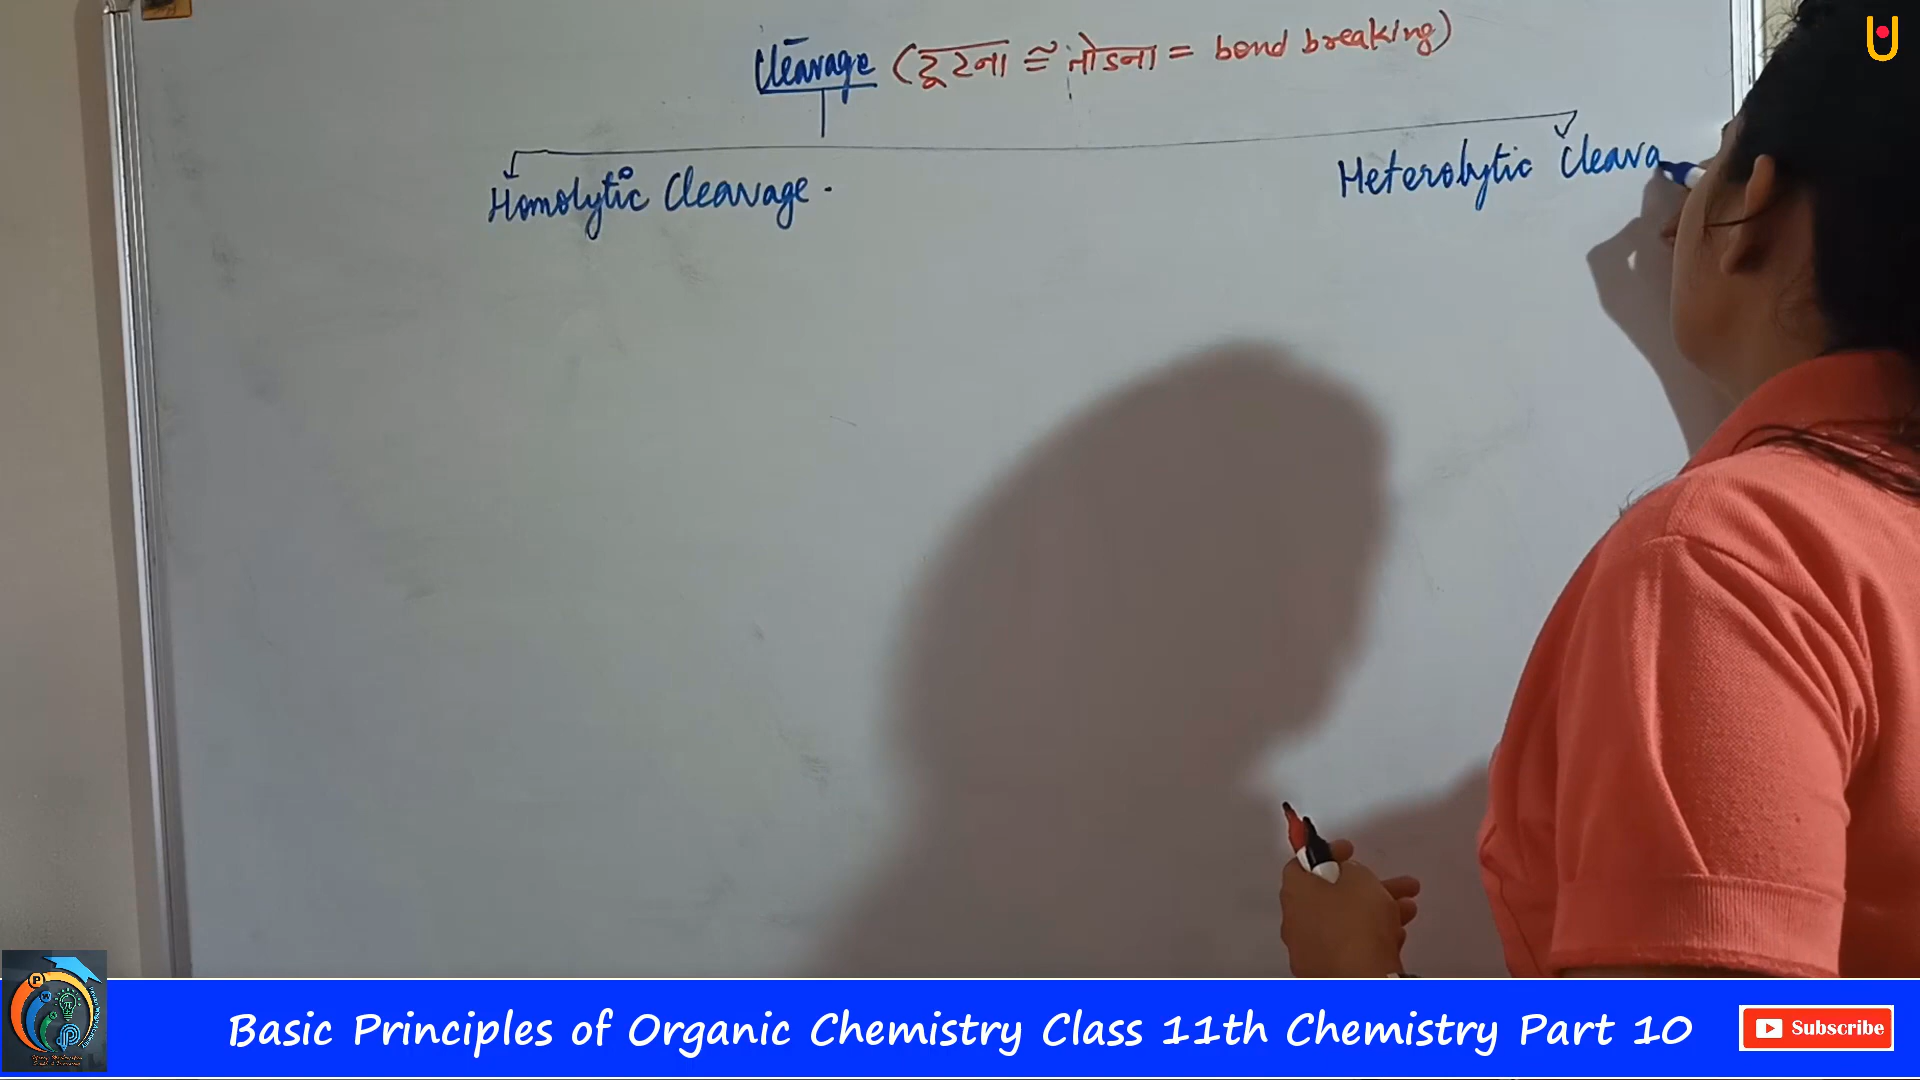 Cleavage (टूटना ≅ तोडना = bond breaking)
Homolytic Cleavage.
Heterolytic Cleava
Basic Principles of Organic Chemistry Class 11th Chemistry Part 10
Subscribe